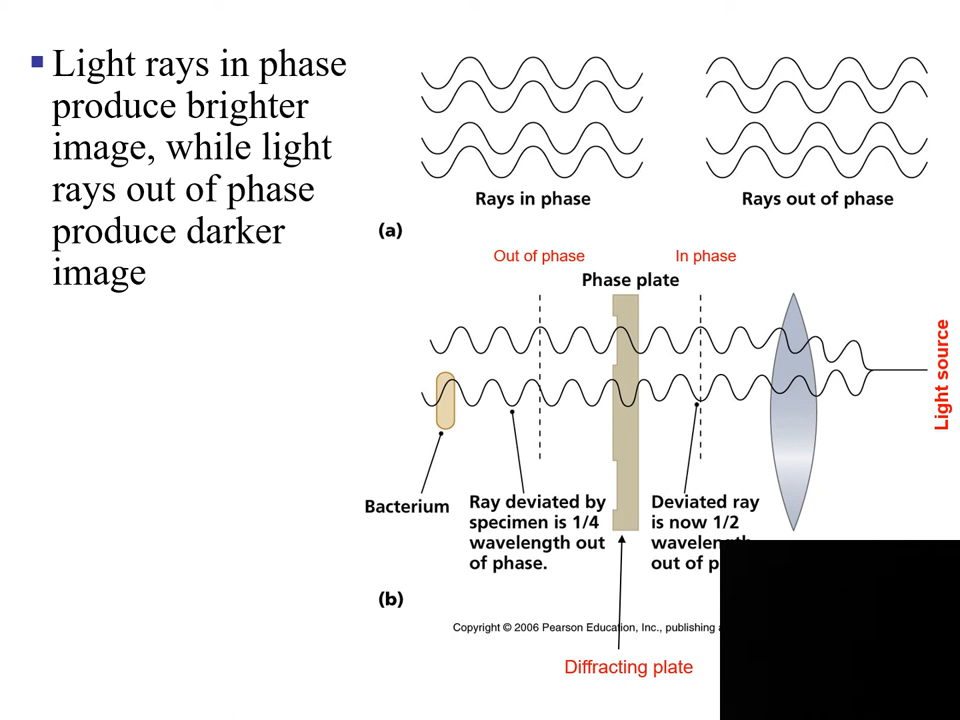 Light rays in phase
produce brighter
image, while light
rays out of phase
produce darker
image
Rays in phase
Rays out of phase
(a)
Out of phase
In phase
Phase plate
Light source
Bacterium
Ray deviated by
specimen is 1/4
wavelength out
of phase.
Deviated ray
is now 1/2
out of
(b)
Copyright © 2006 Pearson Education, Inc., publishing
Diffracting plate